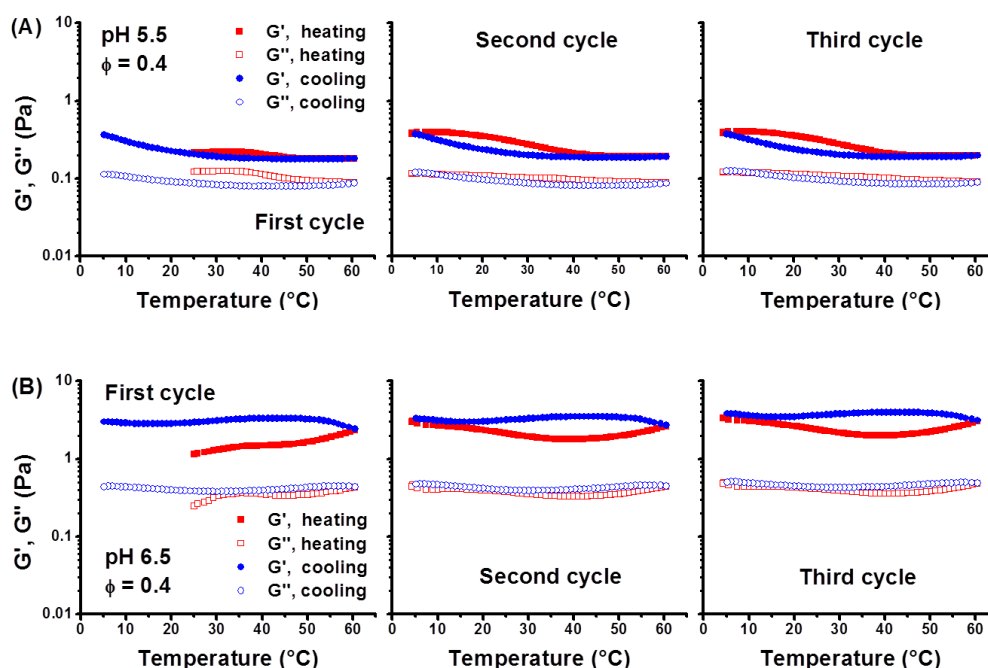 (A)
pH 5.5
ϕ = 0.4
G', heating
G'', heating
G', cooling
G'', cooling
First cycle
Second cycle
Third cycle
G', G'' (Pa)
10
1
0.1
0.01
0 10 20 30 40 50 60
0 10 20 30 40 50 60
0 10 20 30 40 50 60
Temperature (°C)
Temperature (°C)
Temperature (°C)
(B)
First cycle
G', heating
G'', heating
G', cooling
G'', cooling
pH 6.5
ϕ = 0.4
Second cycle
Third cycle
G', G'' (Pa)
10
1
0.1
0.01
0 10 20 30 40 50 60
0 10 20 30 40 50 60
0 10 20 30 40 50 60
Temperature (°C)
Temperature (°C)
Temperature (°C)